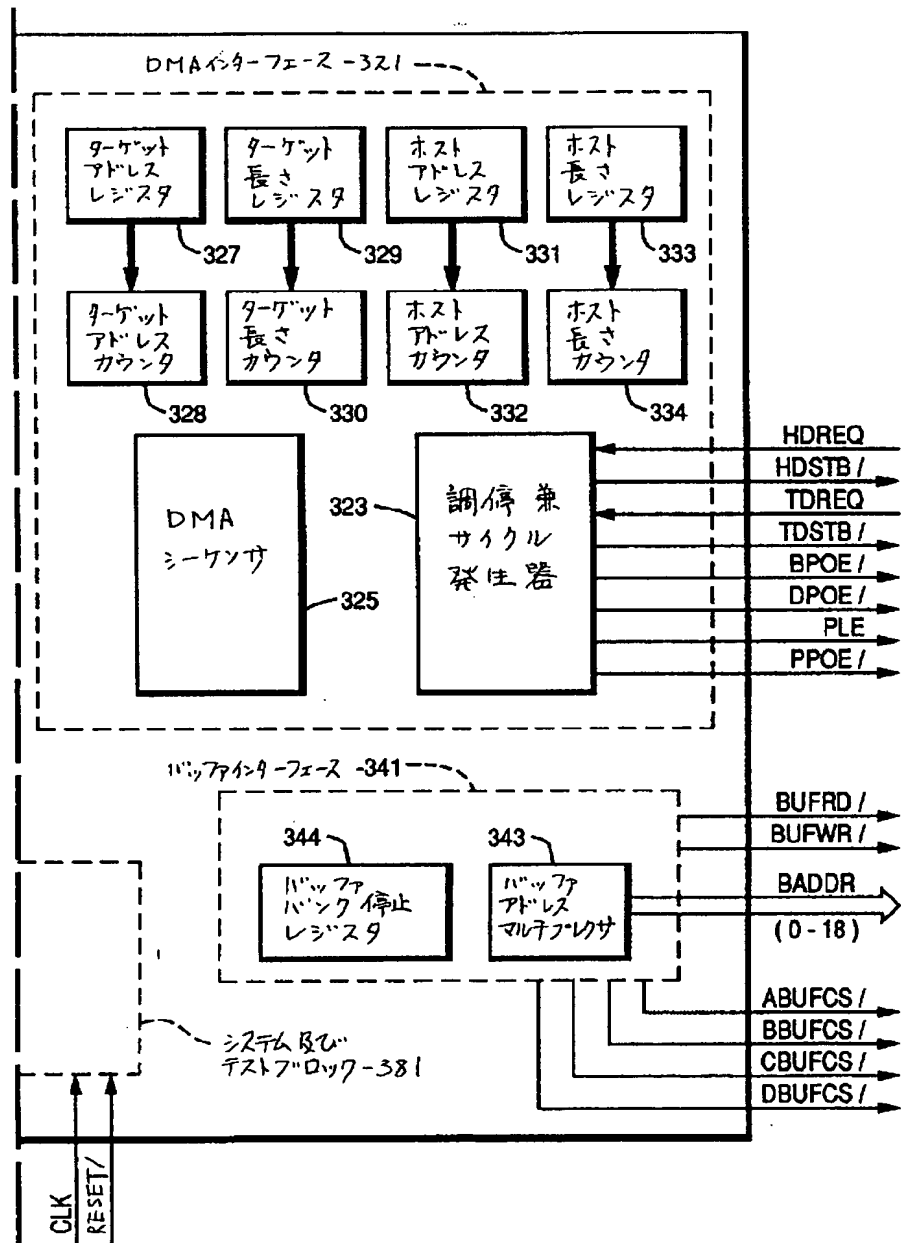 DMAインターフェース -321
ターゲット
アドレス
レジスタ
327
ターゲット
長さ
レジスタ
329
ホスト
アドレス
レジスタ
331
ホスト
長さ
レジスタ
333
ターゲット
アドレス
カウンタ
328
ターゲット
長さ
カウンタ
330
ホスト
アドレス
カウンタ
332
ホスト
長さ
カウンタ
334
DMA
シーケンサ
325
323
調停兼
サイクル
発生器
HDREQ
HDSTB/
TDREQ
TDSTB/
BPOE/
DPOE/
PLE
PPOE/
バッファインターフェース -341
344
バッファ
バンク停止
レジスタ
343
バッファ
アドレス
マルチプレクサ
BUFRD/
BUFWR/
BADDR
(0-18)
ABUFCS/
BBUFCS/
CBUFCS/
DBUFCS/
システム及び
テストブロック-381
CLK
RESET/